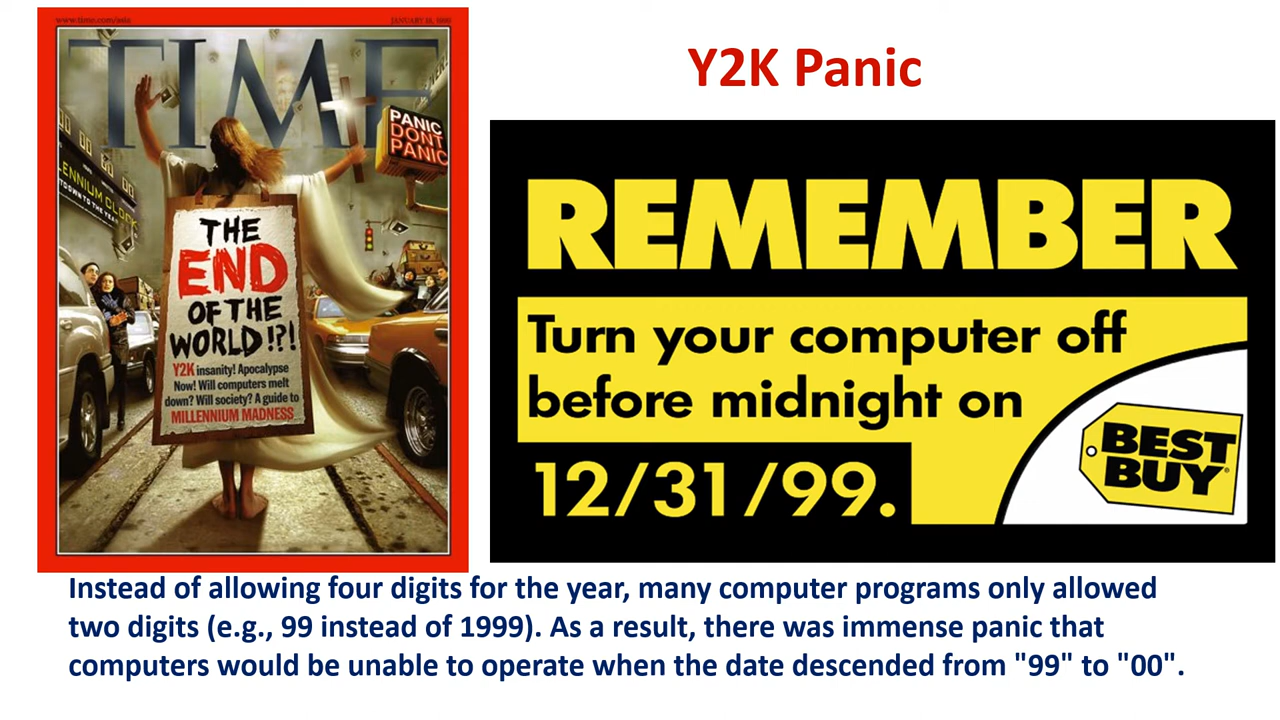 Y2K Panic
www.time.com/asia
TIME
PANIC
DONT
PANIC
THE
END
OF THE
WORLD!?!
Y2K insanity! Apocalypse
Now! Will computers melt
down? Will society? A guide to
MILLENNIUM MADNESS
REMEMBER
Turn your computer off
before midnight on
12/31/99.
BEST
BUY
Instead of allowing four digits for the year, many computer programs only allowed
two digits (e.g., 99 instead of 1999). As a result, there was immense panic that
computers would be unable to operate when the date descended from "99" to "00".